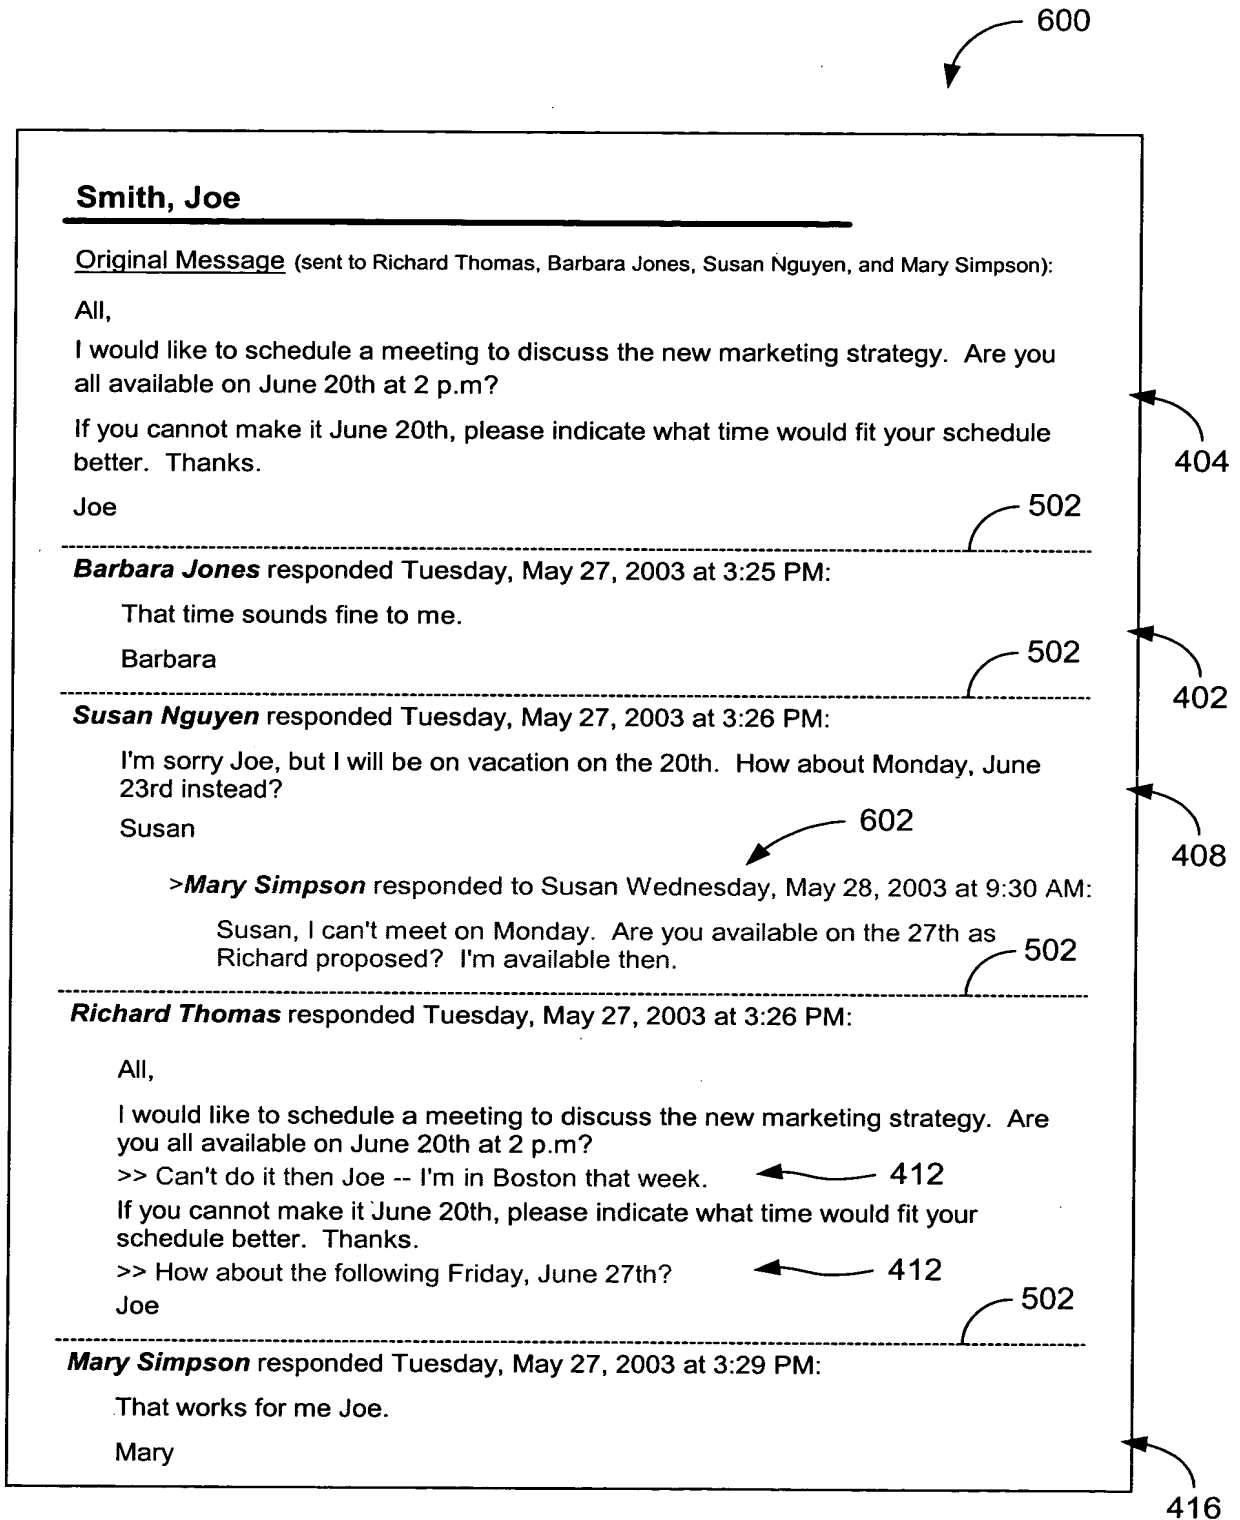 600
Smith, Joe
Original Message (sent to Richard Thomas, Barbara Jones, Susan Nguyen, and Mary Simpson):
All,
I would like to schedule a meeting to discuss the new marketing strategy.  Are you
all available on June 20th at 2 p.m?
If you cannot make it June 20th, please indicate what time would fit your schedule
better.  Thanks.
404
Joe
502
Barbara Jones responded Tuesday, May 27, 2003 at 3:25 PM:
That time sounds fine to me.
Barbara
502
402
Susan Nguyen responded Tuesday, May 27, 2003 at 3:26 PM:
I'm sorry Joe, but I will be on vacation on the 20th.  How about Monday, June
23rd instead?
Susan
602
408
>Mary Simpson responded to Susan Wednesday, May 28, 2003 at 9:30 AM:
Susan, I can't meet on Monday.  Are you available on the 27th as
Richard proposed?  I'm available then.
502
Richard Thomas responded Tuesday, May 27, 2003 at 3:26 PM:
All,
I would like to schedule a meeting to discuss the new marketing strategy.  Are
you all available on June 20th at 2 p.m?
>> Can't do it then Joe -- I'm in Boston that week.
412
If you cannot make it June 20th, please indicate what time would fit your
schedule better.  Thanks.
>> How about the following Friday, June 27th?
412
Joe
502
Mary Simpson responded Tuesday, May 27, 2003 at 3:29 PM:
That works for me Joe.
Mary
416